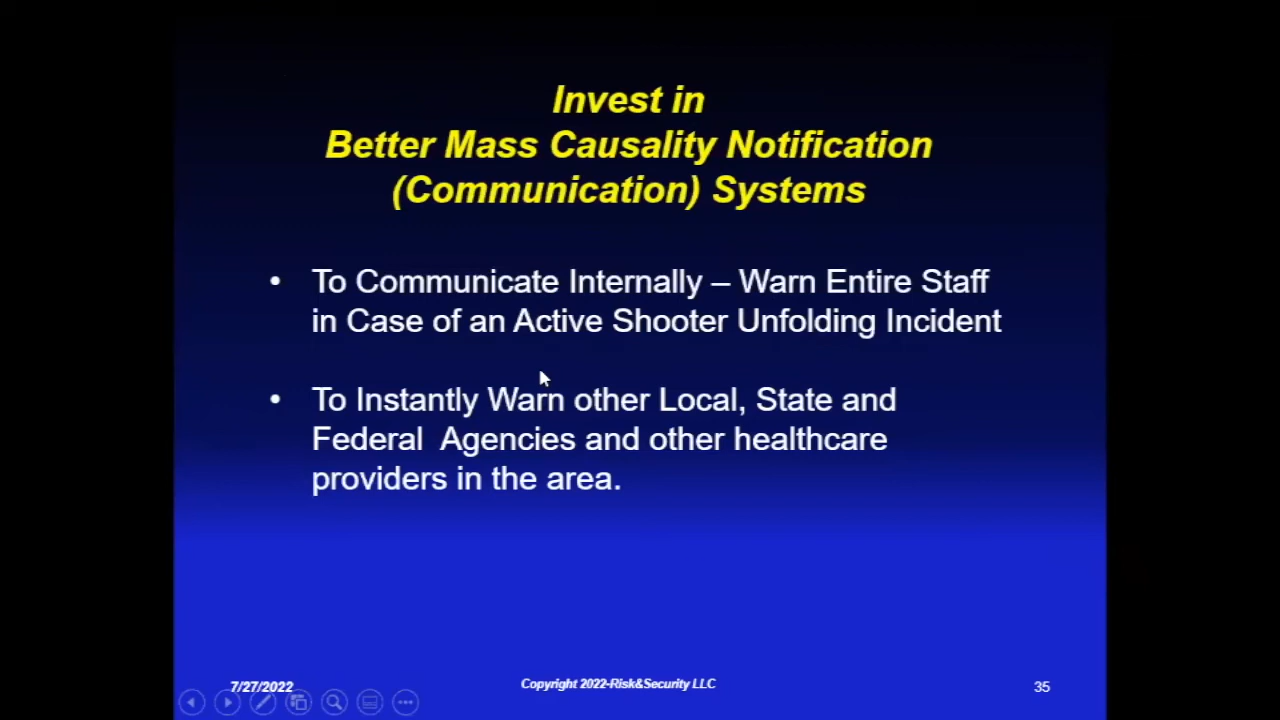 Invest in
Better Mass Causality Notification
(Communication) Systems
• To Communicate Internally – Warn Entire Staff
in Case of an Active Shooter Unfolding Incident
• To Instantly Warn other Local, State and
Federal Agencies and other healthcare
providers in the area.
7/27/2022
Copyright 2022-Risk&Security LLC
35